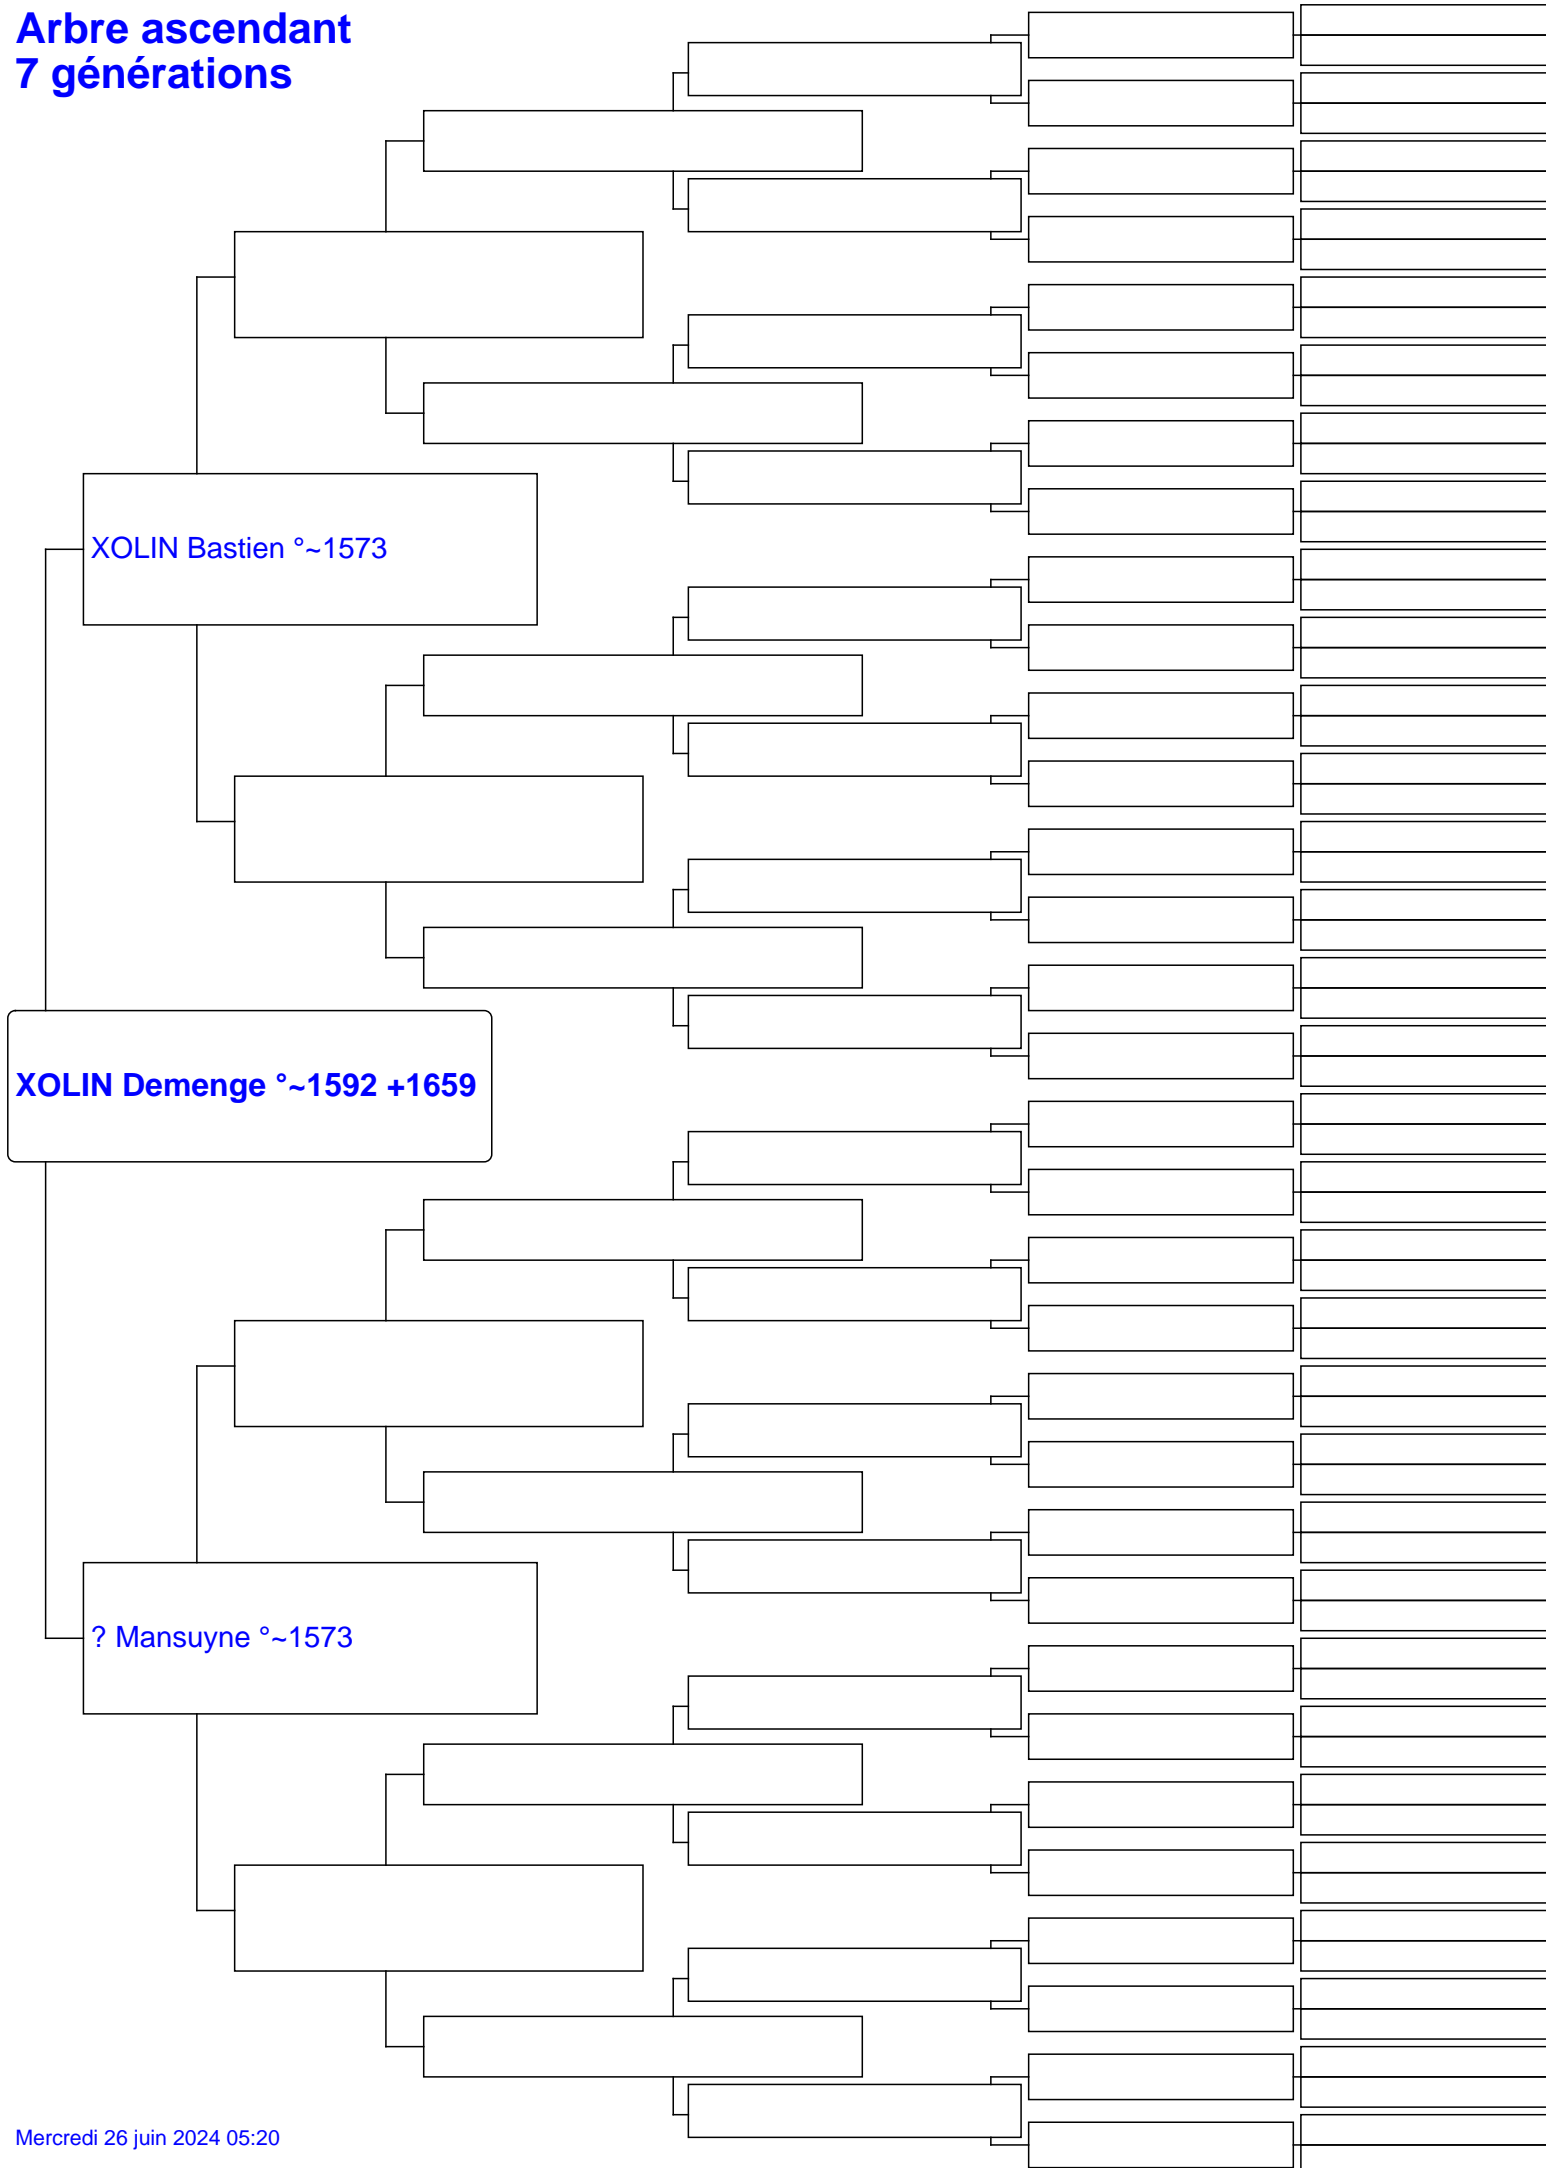 Arbre ascendant
7 générations
XOLIN Bastien °~1573
XOLIN Demenge °~1592 +1659
? Mansuyne °~1573
Mercredi 26 juin 2024 05:20